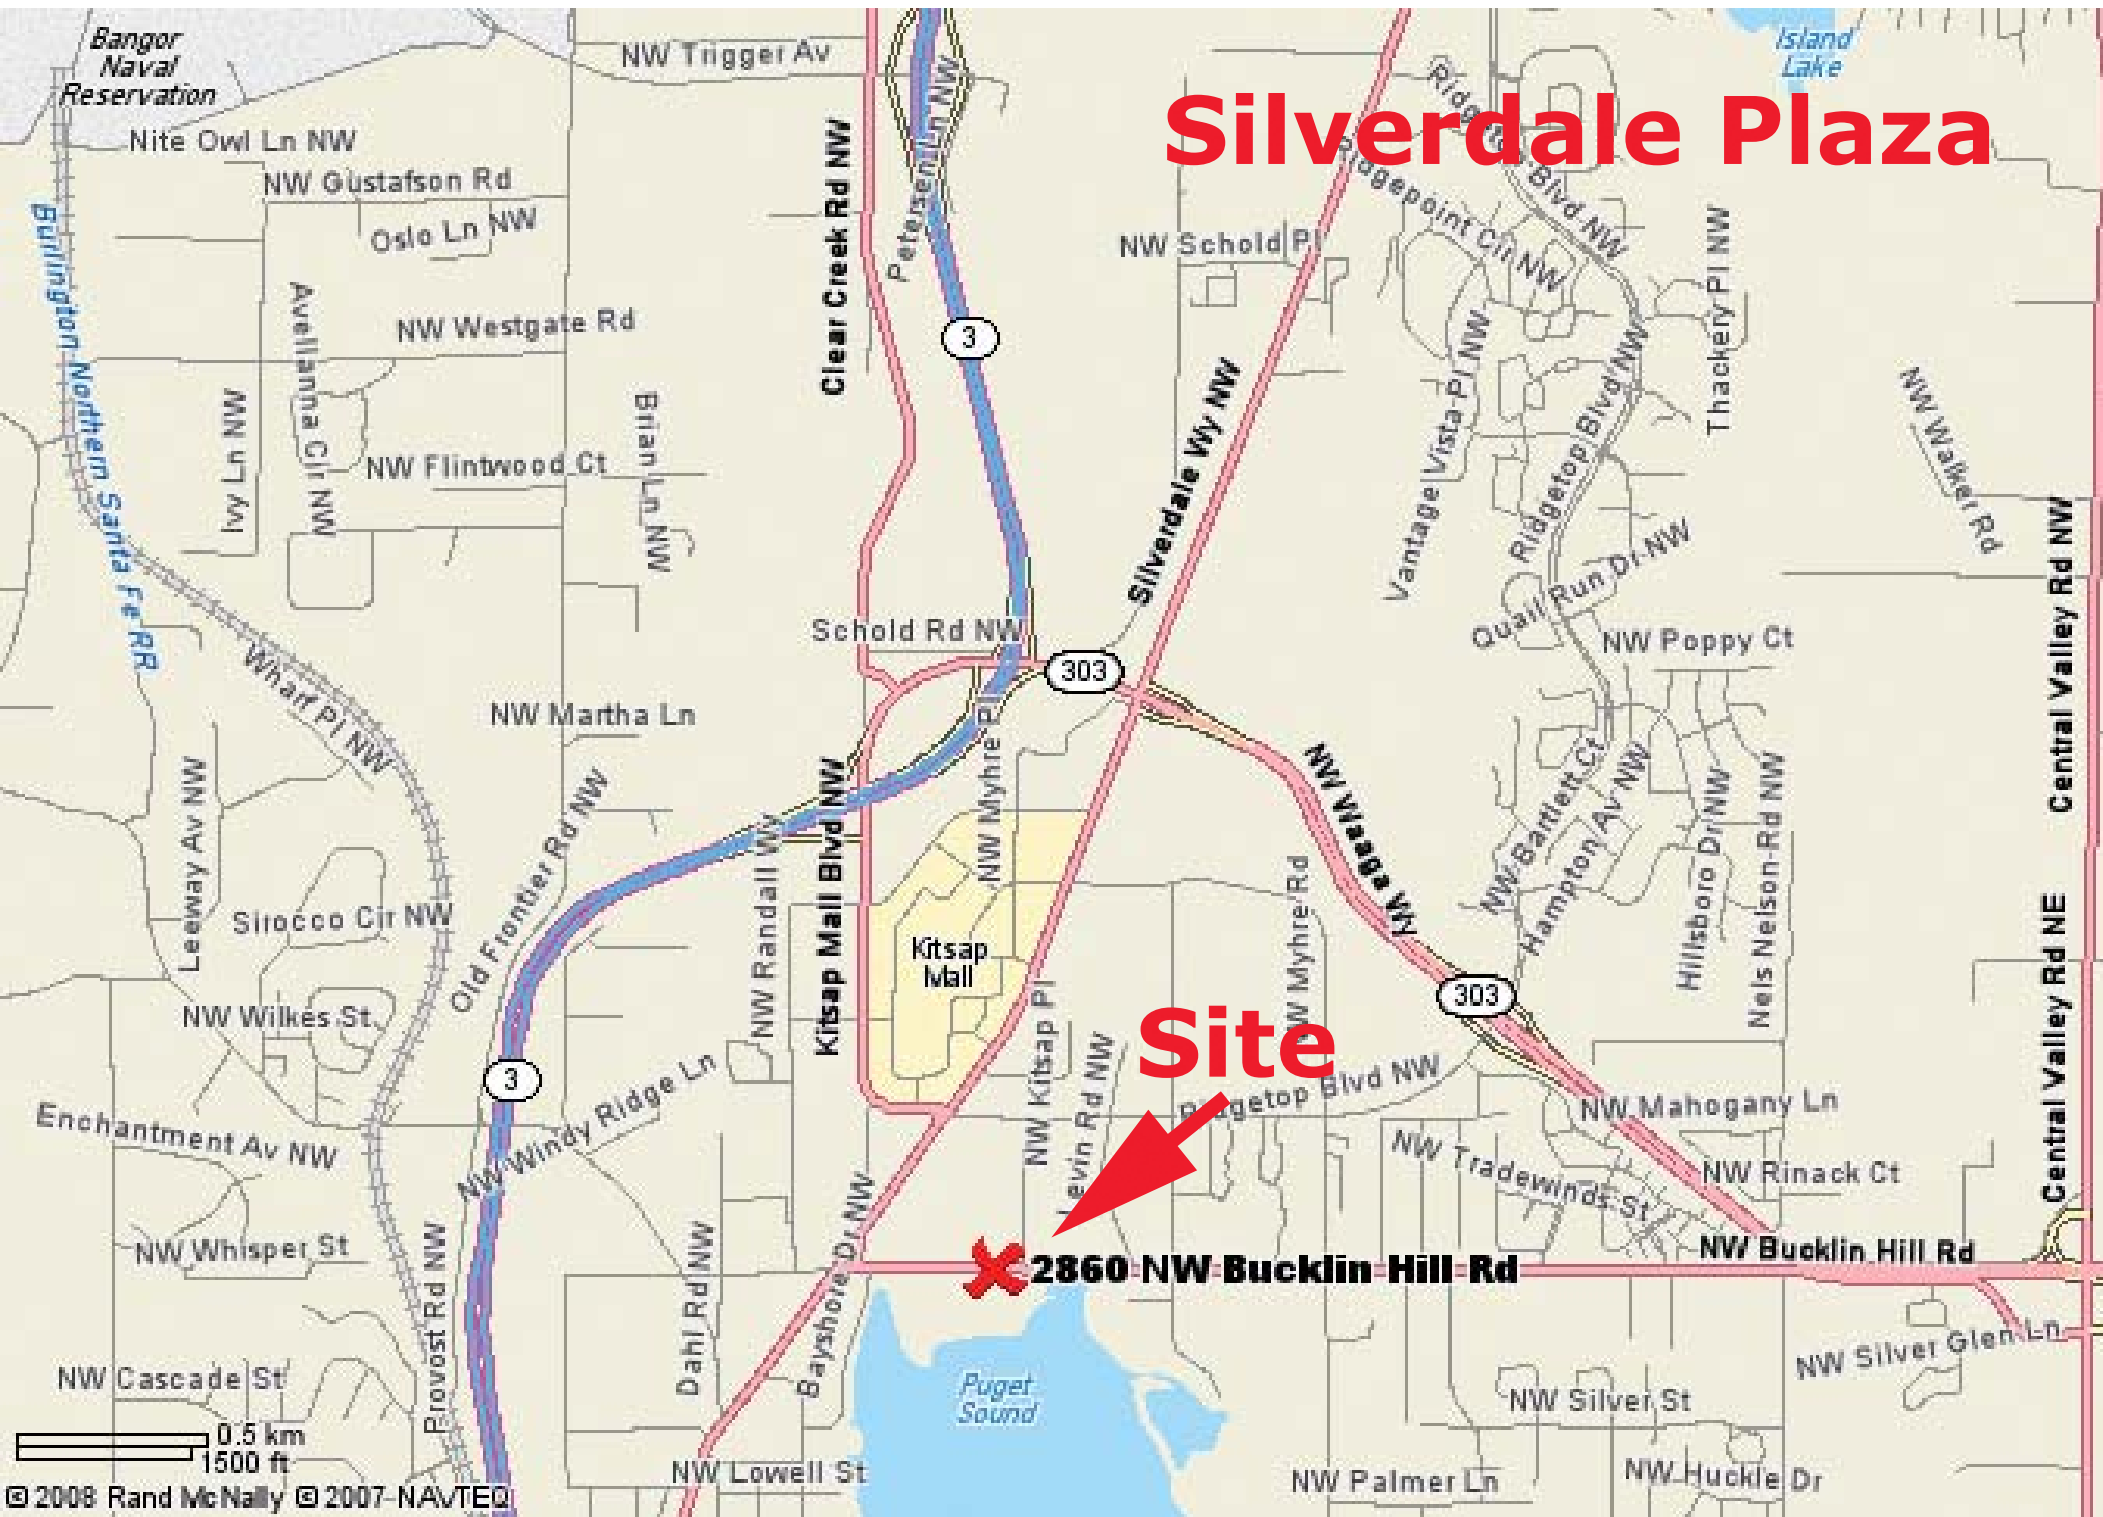 Bangor
Naval
Reservation
NW Trigger Av
Island
Lake
Silverdale Plaza
Nite Owl Ln NW
NW Gustafson Rd
Oslo Ln NW
Clear Creek Rd NW
Petersen Ln NW
Ridgetop Blvd NW
Ridgepoint Cir NW
NW Schold Pl
Thackery Pl NW
Burlington Northern Santa Fe RR
Avellanna Cir NW
NW Westgate Rd
3
Silverdale Wy NW
Vantage Vista Pl NW
Ridgetop Blvd NW
NW Walker Rd
Ivy Ln NW
NW Flintwood Ct
Brian Ln NW
Quail Run Dr NW
Central Valley Rd NW
Schold Rd NW
303
NW Poppy Ct
Wharf Pl NW
NW Martha Ln
NW Myhre Pl
NW Waaga Wy
NW Bartlett Ct
Hampton Av NW
Hillsboro Dr NW
Nels Nelson Rd NW
Leeway Av NW
Old Frontier Rd NW
NW Randall Wy
Kitsap Mall Blvd NW
Sirocco Cir NW
Kitsap
Mall
NW Myhre Rd
303
Central Valley Rd NE
NW Wilkes St
NW Kitsap Pl
Levin Rd NW
Site
3
NW Windy Ridge Ln
Ridgetop Blvd NW
NW Mahogany Ln
Enchantment Av NW
NW Tradewinds St
NW Rinack Ct
NW Whisper St
Provost Rd NW
Dahl Rd NW
Bayshore Dr NW
2860 NW Bucklin Hill Rd
NW Bucklin Hill Rd
NW Silver Glen Ln
NW Cascade St
Puget
Sound
NW Silver St
0.5 km
1500 ft
NW Lowell St
NW Palmer Ln
NW Huckle Dr
© 2008 Rand McNally © 2007 NAVTEQ